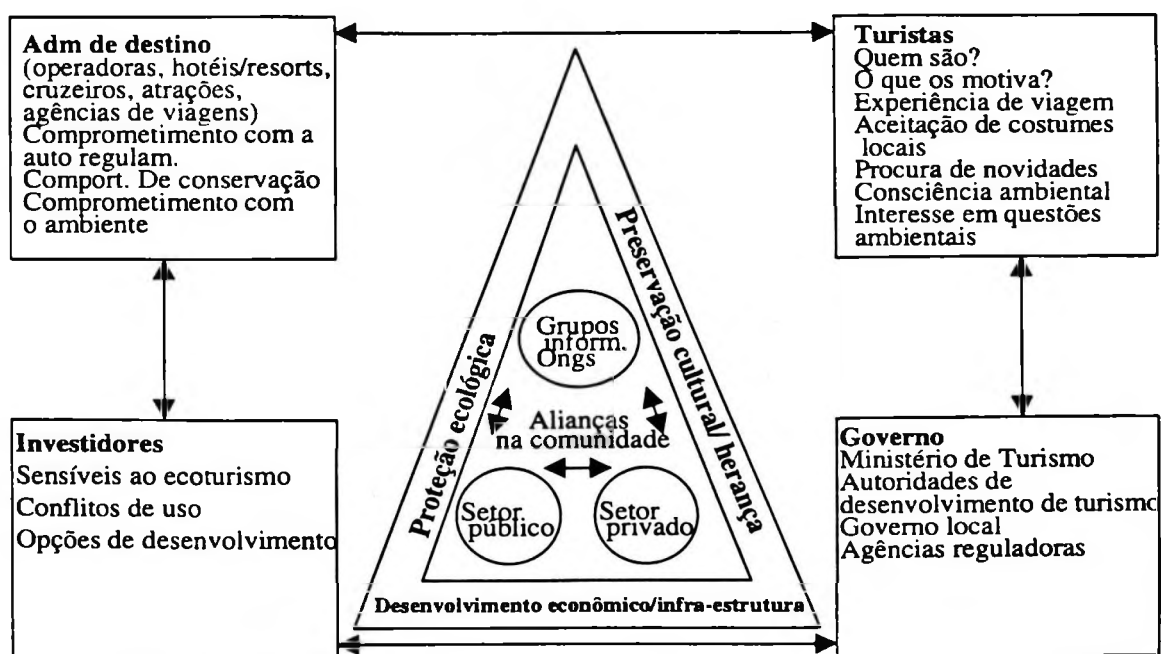 Adm de destino
(operadoras, hotéis/resorts,
cruzeiros, atrações,
agências de viagens)
Comprometimento com a
auto regulam.
Comport. De conservação
Comprometimento com
o ambiente
Turistas
Quem são?
O que os motiva?
Experiência de viagem
Aceitação de costumes
locais
Procura de novidades
Consciência ambiental
Interesse em questões
ambientais
Proteção ecológica
Preservação cultural/ herança
Grupos
inform.
Ongs
Alianças
na comunidade
Setor
público
Setor
privado
Desenvolvimento econômico/infra-estrutura
Investidores
Sensíveis ao ecoturismo
Conflitos de uso
Opções de desenvolvimento
Governo
Ministério de Turismo
Autoridades de
desenvolvimento de turismo
Governo local
Agências reguladoras